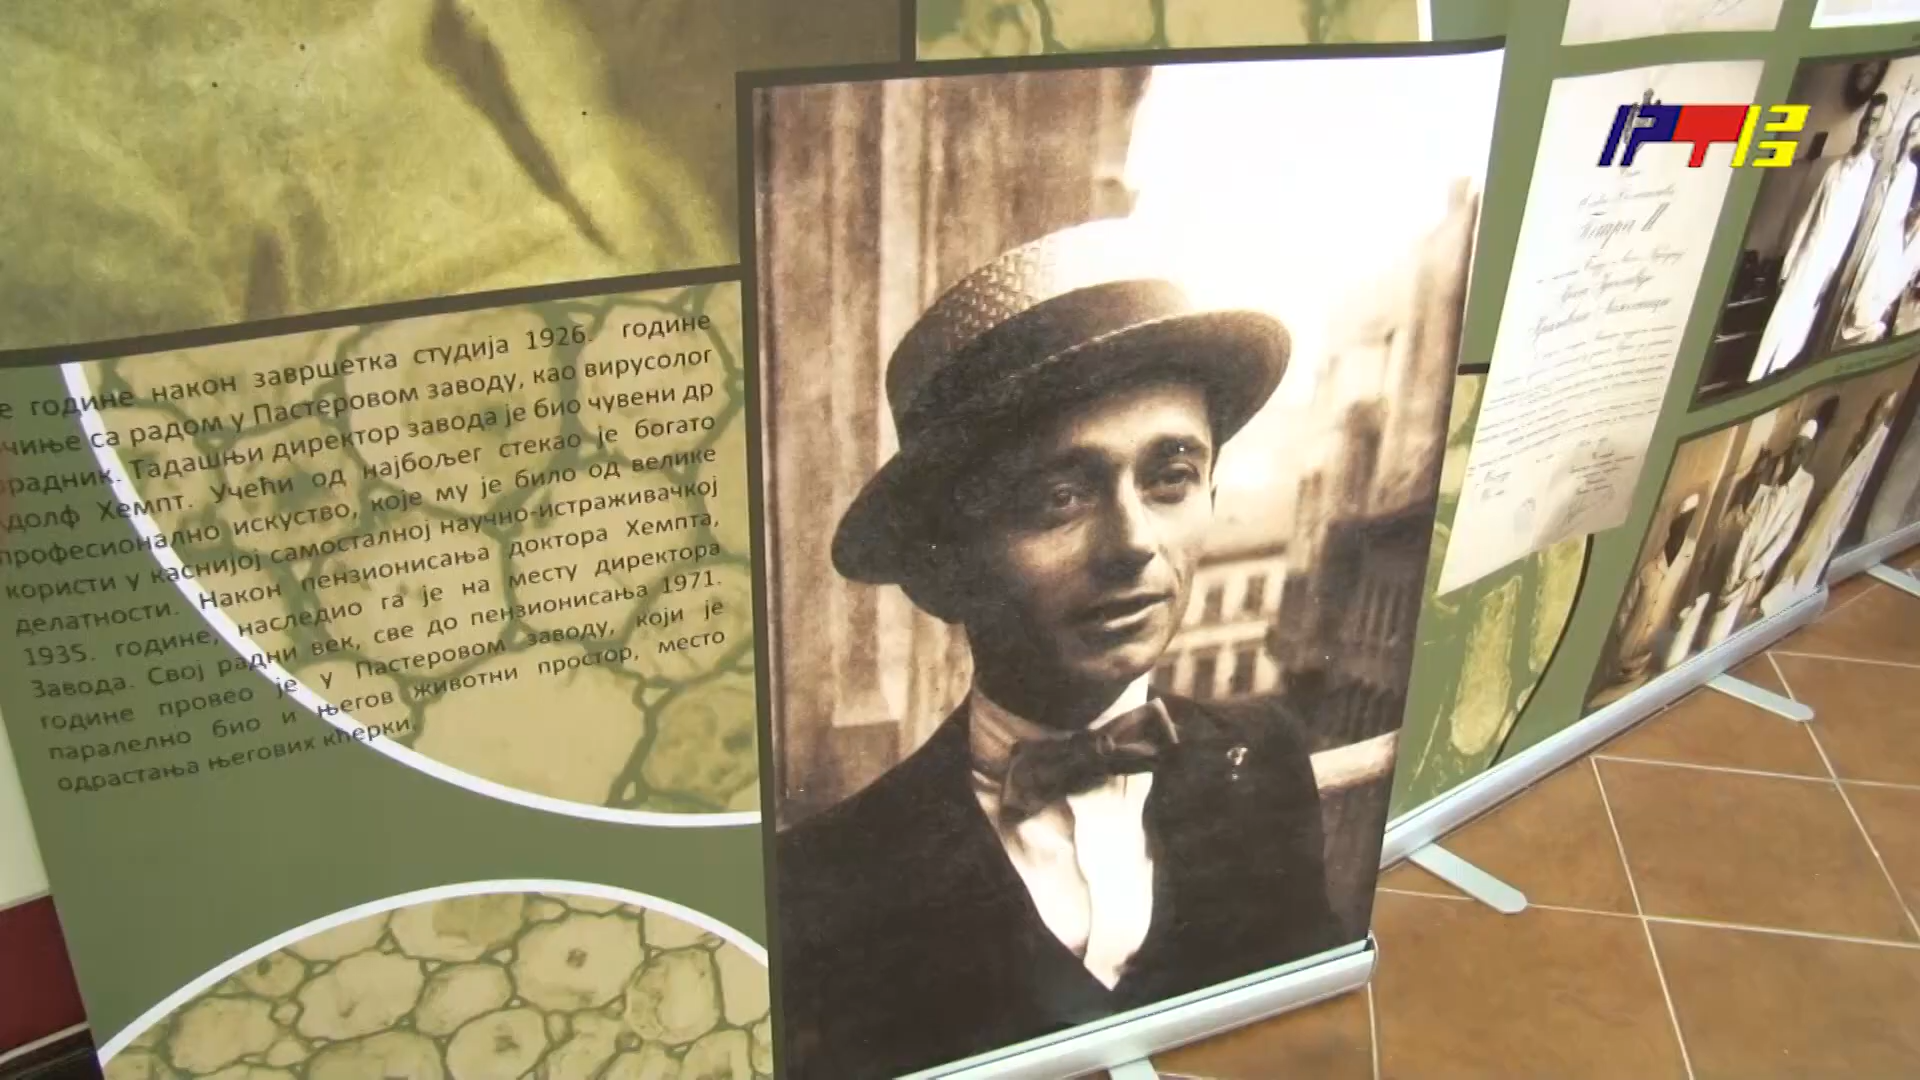 е године након завршетка студија 1926. године
чиње са радом у Пастеровом заводу, као вирусолог
радник. Тадашњи директор завода је био чувени др
долф Хемпт. Учећи од најбољег стекао је богато
професионално искуство, које му је било од велике
користи у каснијој самосталној научно-истраживачкој
делатности. Након пензионисања доктора Хемпта,
1935. године, наследио га је на месту директора
Завода. Свој радни век, све до пензионисања 1971.
године провео је у Пастеровом заводу, који је
паралелно био и његов животни простор, место
одрастања његових кћерки.
РТВ
Петра II